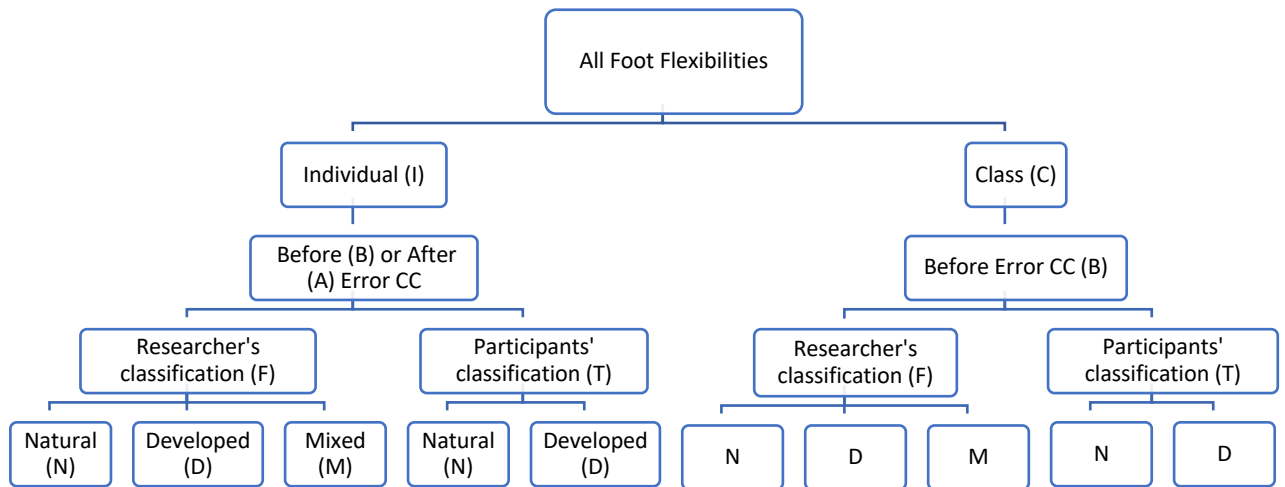 All Foot Flexibilities
Individual (I)
Class (C)
Before (B) or After
(A) Error CC
Before Error CC (B)
Researcher's
classification (F)
Participants'
classification (T)
Researcher's
classification (F)
Participants'
classification (T)
Natural
(N)
Developed
(D)
Mixed
(M)
Natural
(N)
Developed
(D)
N
D
M
N
D